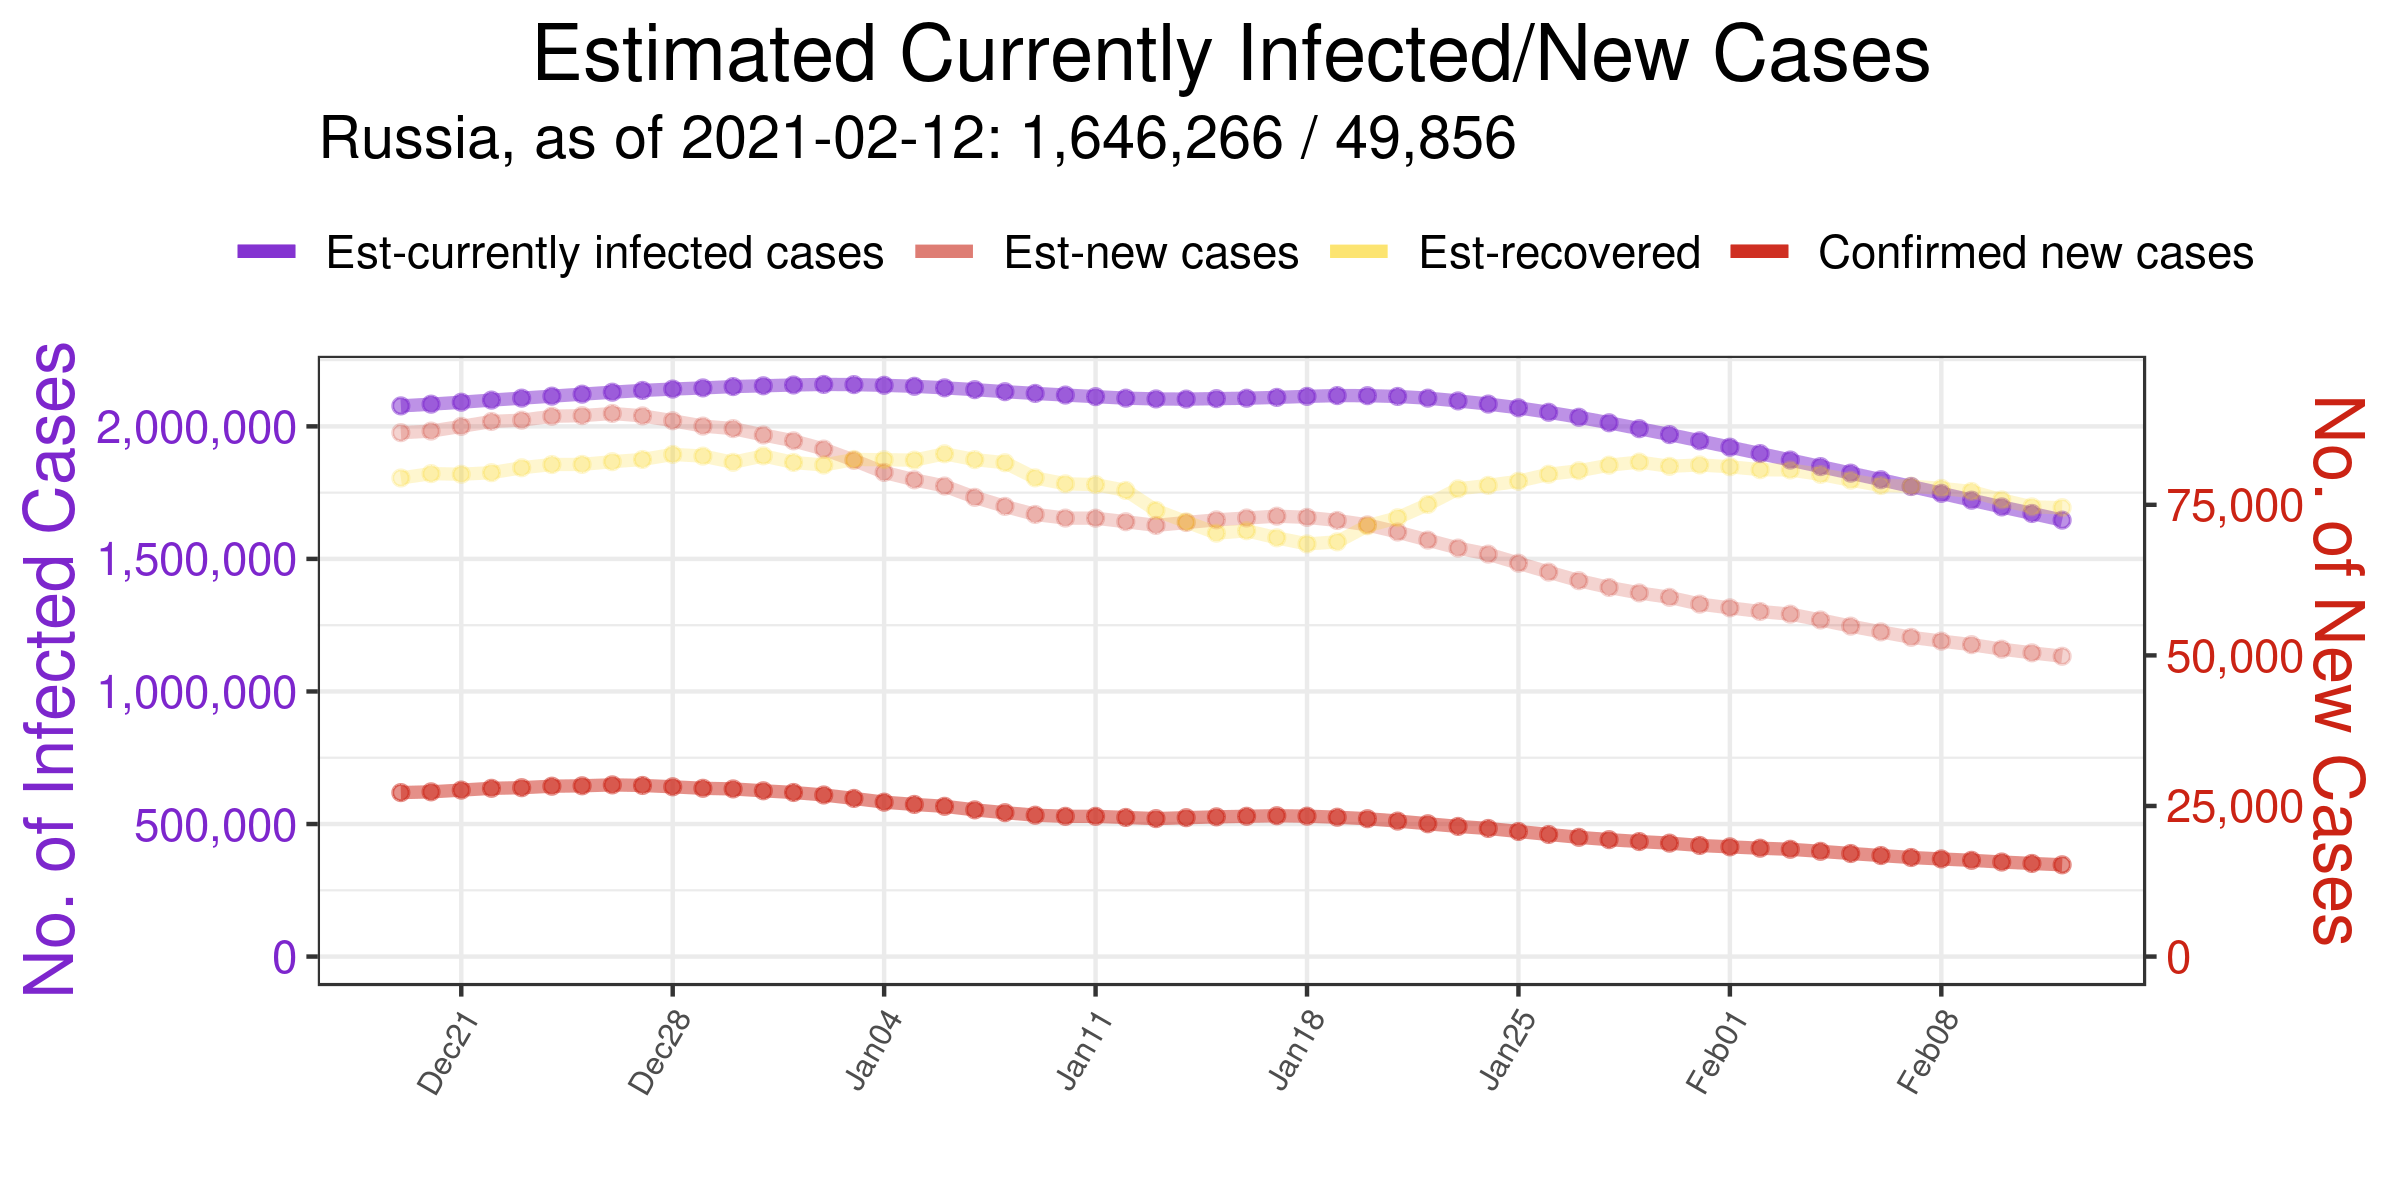 Estimated Currently Infected/New Cases
Russia, as of 2021-02-12: 1,646,266 / 49,856
Est-currently infected cases Est-new cases Est-recovered Confirmed new cases
No. of Infected Cases
2,000,000
1,500,000
1,000,000
500,000
0
75,000
50,000
25,000
0
No. of New Cases
Dec21 Dec28 Jan04 Jan11 Jan18 Jan25 Feb01 Feb08